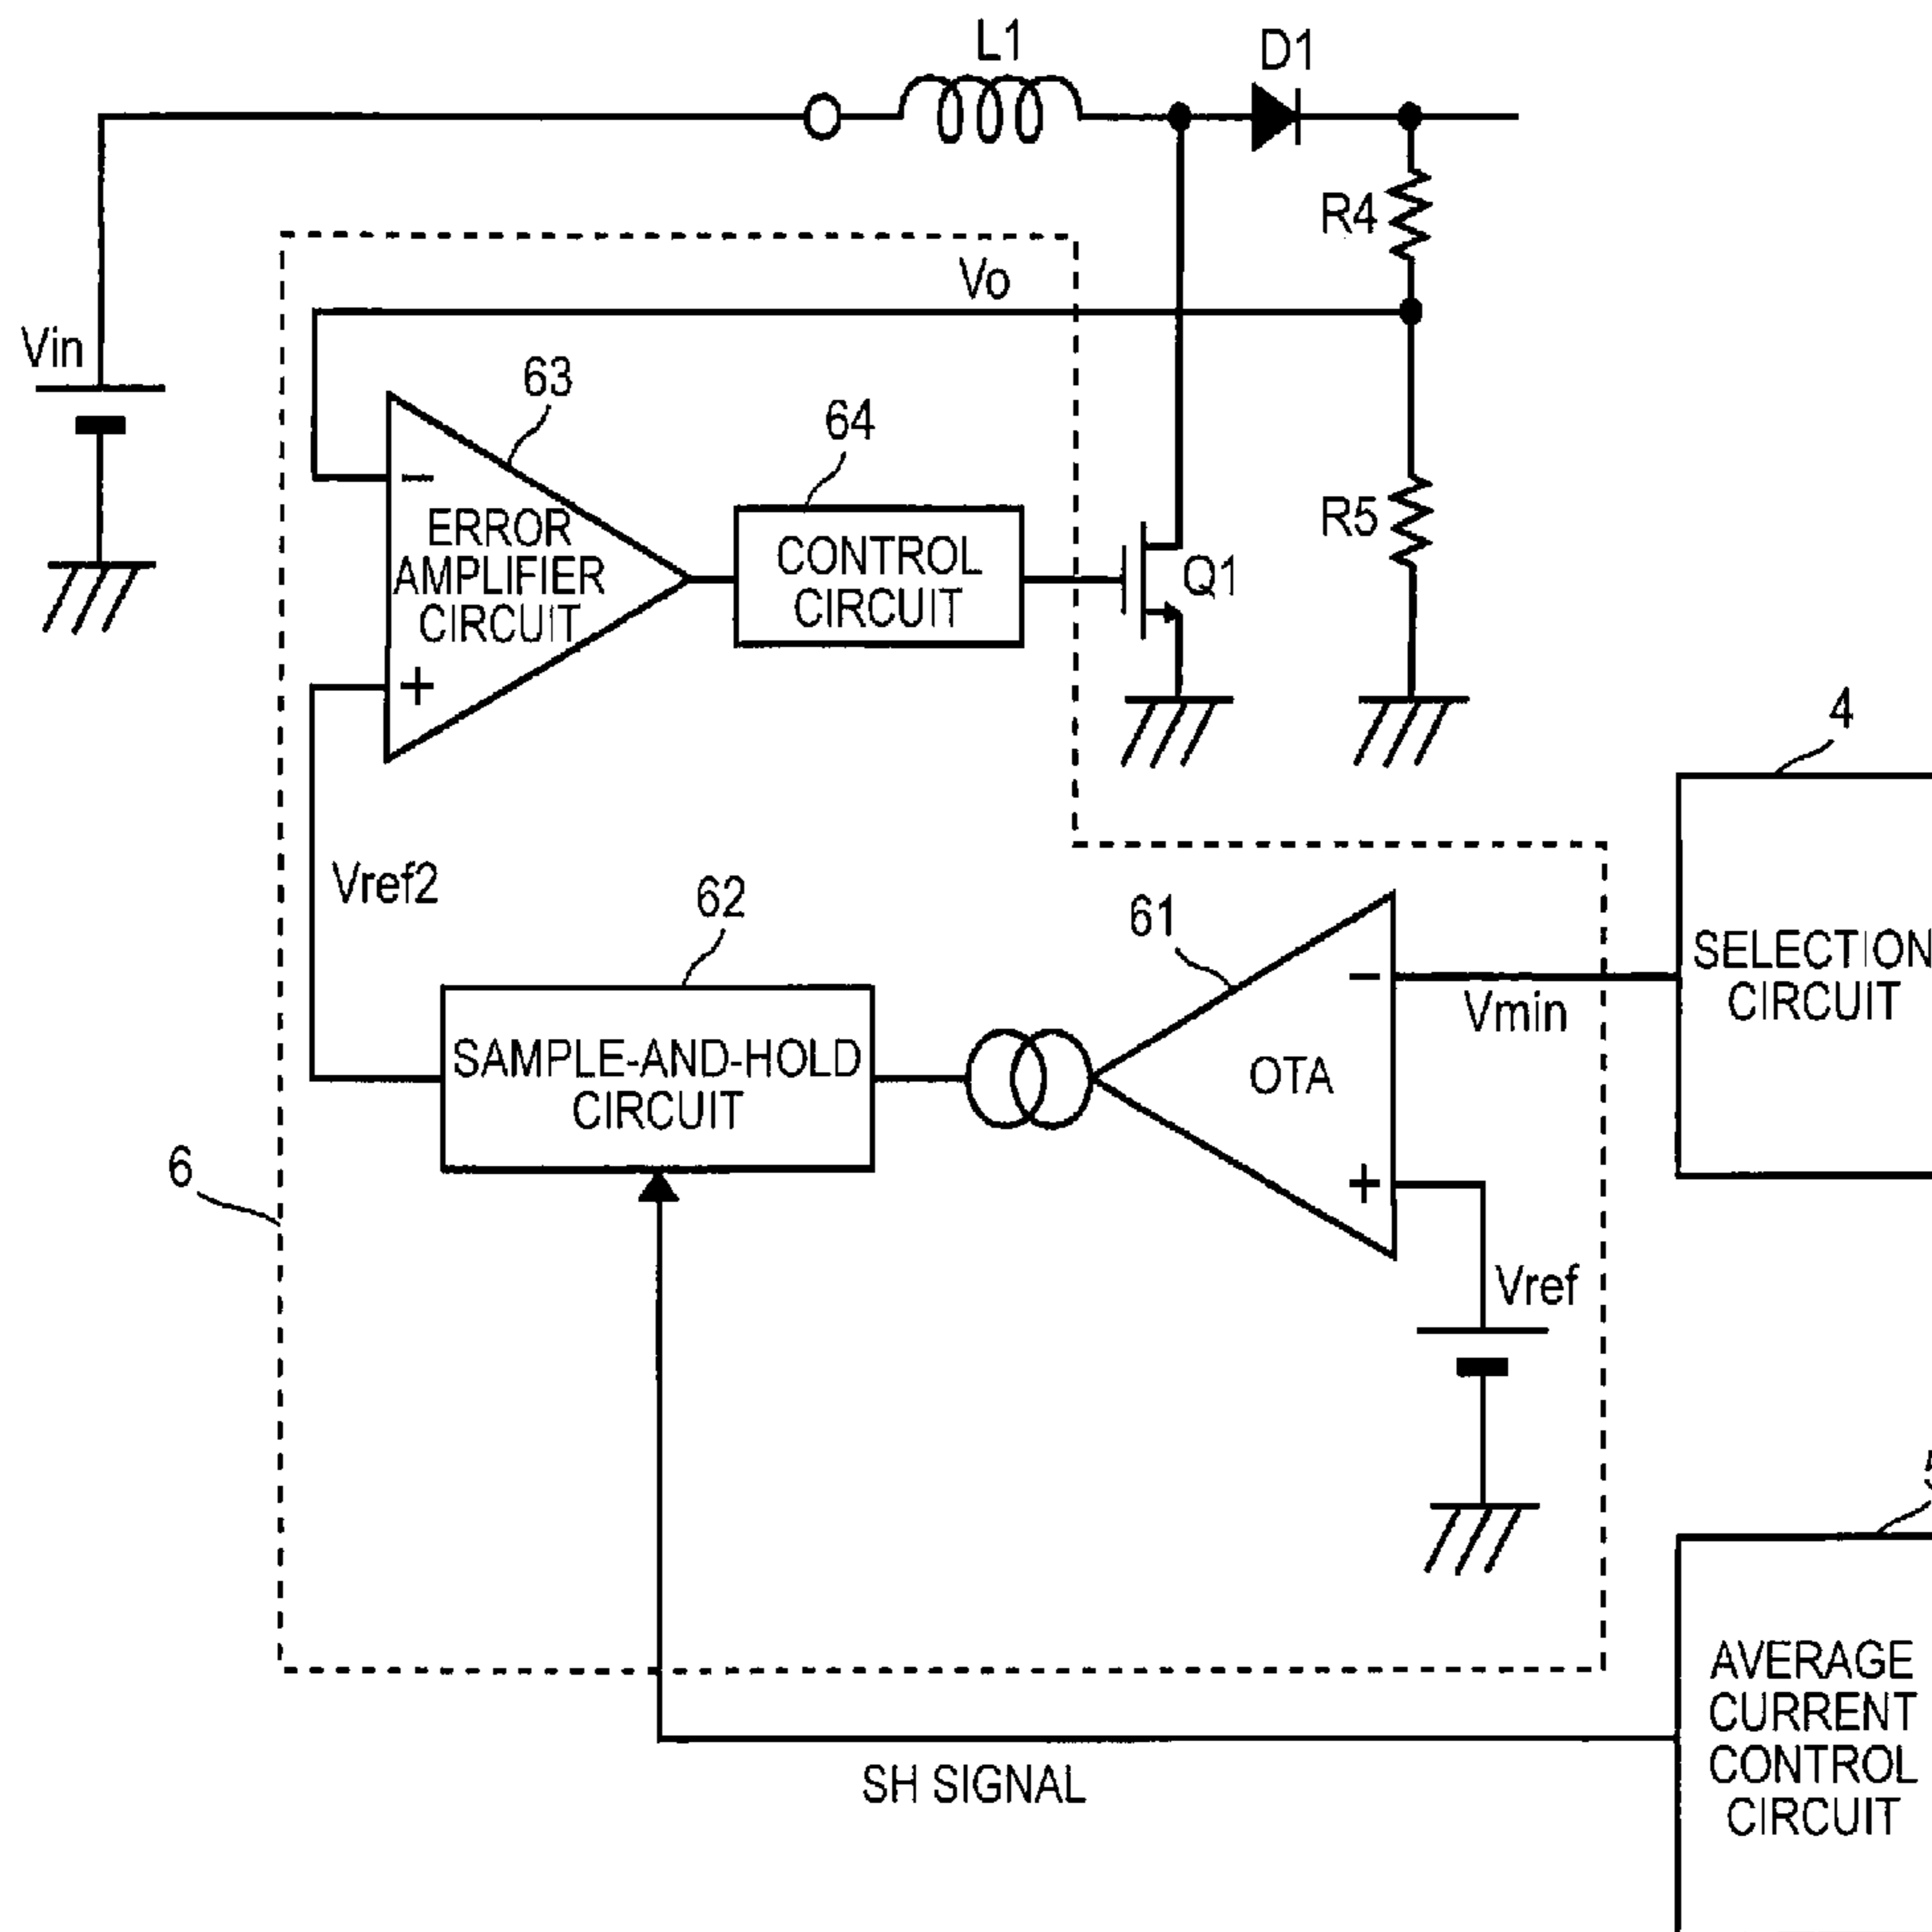 L1
D1
R4
Vo
Vin
63
64
-
ERROR
AMPLIFIER
CIRCUIT
+
CONTROL
CIRCUIT
Q1
R5
4
Vref2
62
61
-
Vmin
SELECTION
CIRCUIT
SAMPLE-AND-HOLD
CIRCUIT
OTA
+
6
Vref
5
AVERAGE
CURRENT
CONTROL
CIRCUIT
SH SIGNAL